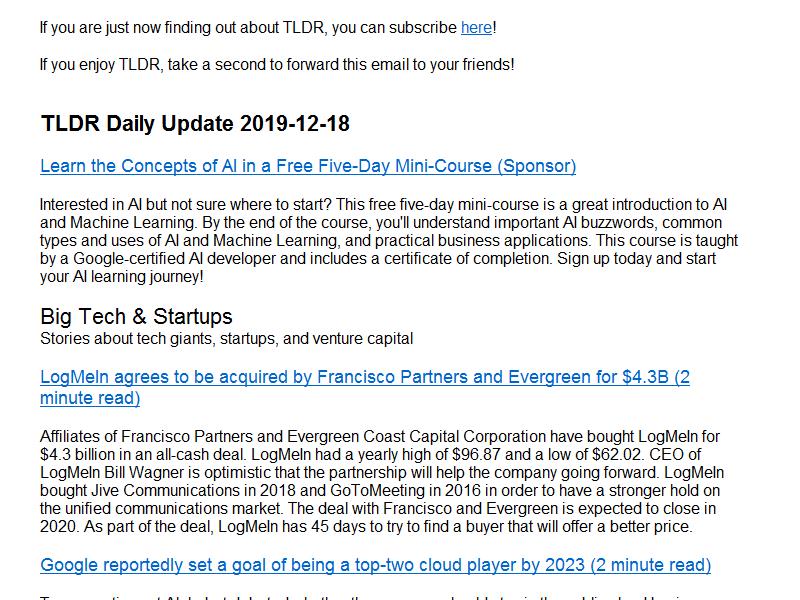 If you are just now finding out about TLDR, you can subscribe here!
If you enjoy TLDR, take a second to forward this email to your friends!
TLDR Daily Update 2019-12-18
Learn the Concepts of AI in a Free Five-Day Mini-Course (Sponsor)
Interested in AI but not sure where to start? This free five-day mini-course is a great introduction to AI
and Machine Learning. By the end of the course, you'll understand important AI buzzwords, common
types and uses of AI and Machine Learning, and practical business applications. This course is taught
by a Google-certified AI developer and includes a certificate of completion. Sign up today and start
your AI learning journey!
Big Tech & Startups
Stories about tech giants, startups, and venture capital
LogMeIn agrees to be acquired by Francisco Partners and Evergreen for $4.3B (2
minute read)
Affiliates of Francisco Partners and Evergreen Coast Capital Corporation have bought LogMeIn for
$4.3 billion in an all-cash deal. LogMeIn had a yearly high of $96.87 and a low of $62.02. CEO of
LogMeIn Bill Wagner is optimistic that the partnership will help the company going forward. LogMeIn
bought Jive Communications in 2018 and GoToMeeting in 2016 in order to have a stronger hold on
the unified communications market. The deal with Francisco and Evergreen is expected to close in
2020. As part of the deal, LogMeIn has 45 days to try to find a buyer that will offer a better price.
Google reportedly set a goal of being a top-two cloud player by 2023 (2 minute read)